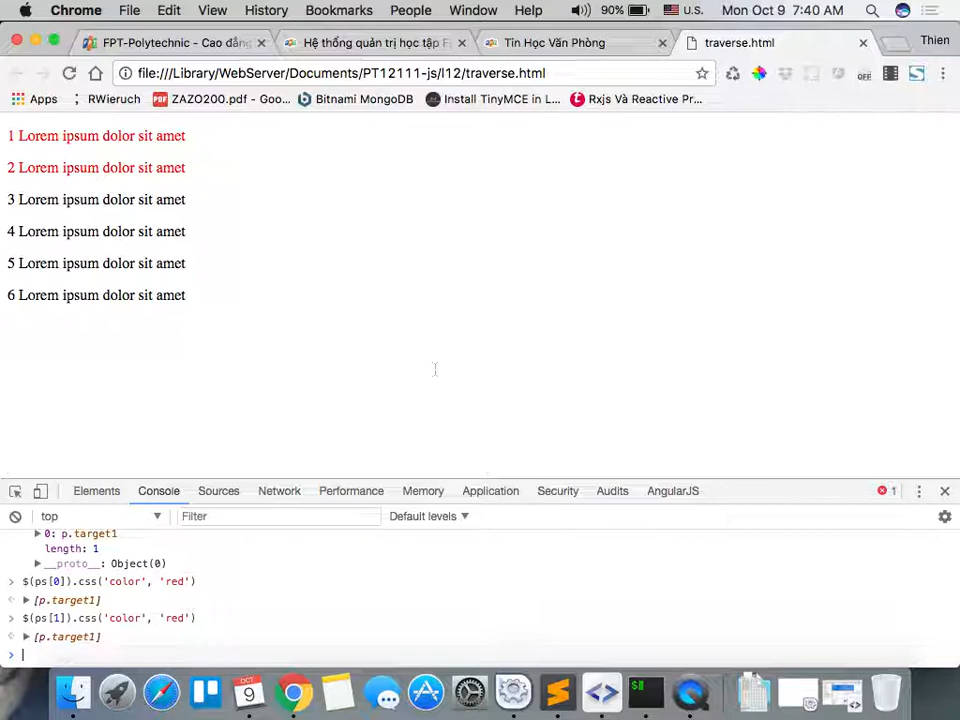 Chrome File Edit View History Bookmarks People Window Help 90% U.S. Mon Oct 9 7:40 AM
FPT-Polytechnic - Cao đẳng Hệ thống quản trị học tập F Tin Học Văn Phòng traverse.html Thien
file:///Library/WebServer/Documents/PT12111-js/l12/traverse.html OFF
Apps RWieruch PDF ZAZO200.pdf - Goo... Bitnami MongoDB Install TinyMCE in L... Rxjs Và Reactive Pr...
1 Lorem ipsum dolor sit amet
2 Lorem ipsum dolor sit amet
3 Lorem ipsum dolor sit amet
4 Lorem ipsum dolor sit amet
5 Lorem ipsum dolor sit amet
6 Lorem ipsum dolor sit amet
Elements Console Sources Network Performance Memory Application Security Audits AngularJS 1
top Filter Default levels
0: p.target1
length: 1
__proto__: Object(0)
> $(ps[0]).css('color', 'red')
[p.target1]
> $(ps[1]).css('color', 'red')
[p.target1]
>
OCT
9